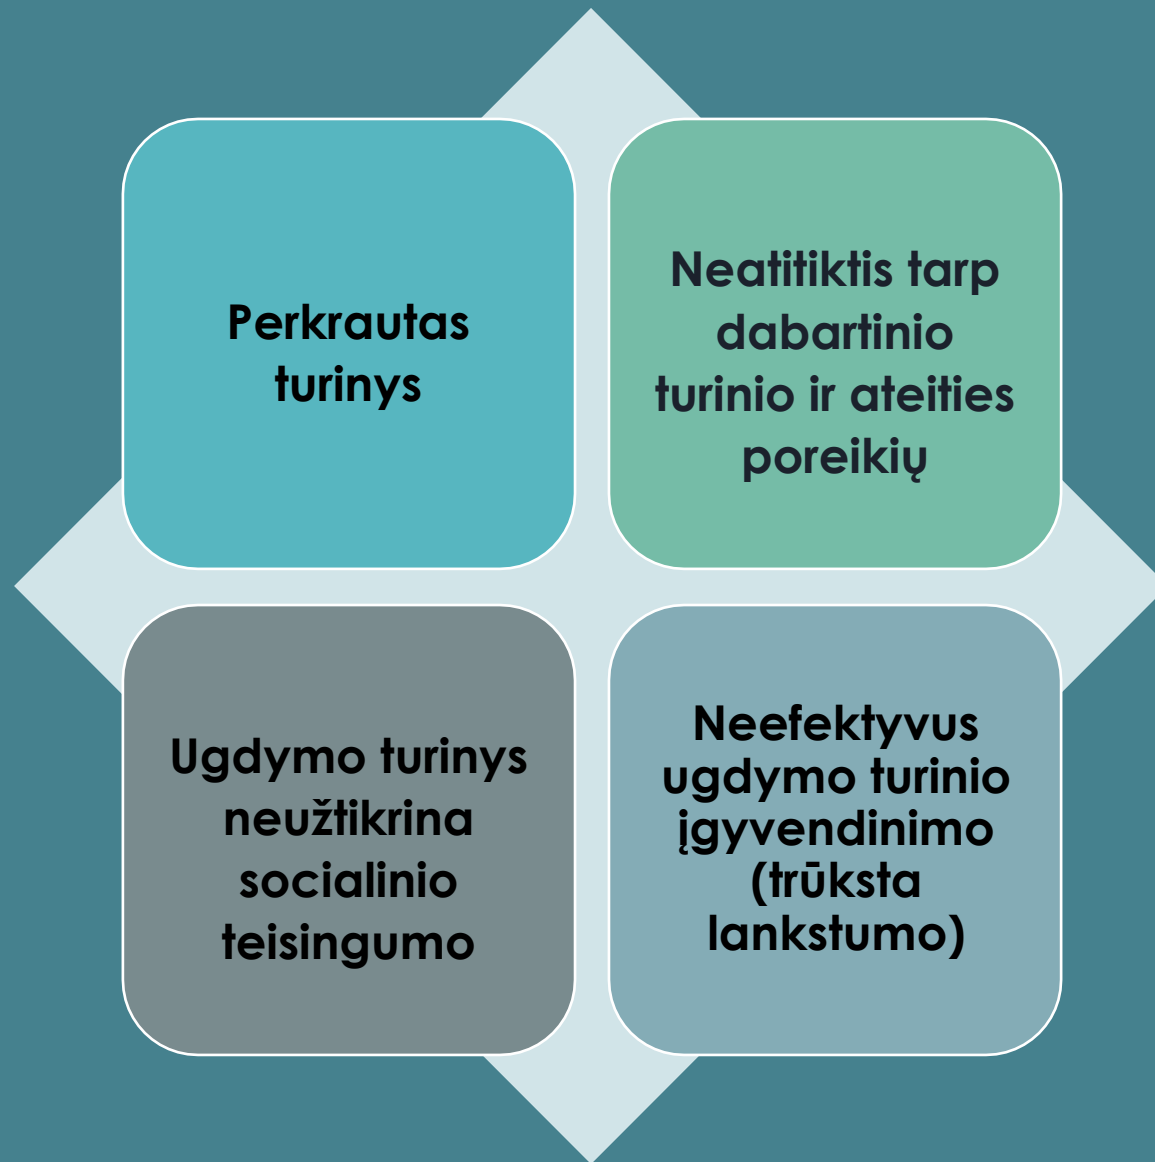 Perkrautas
turinys
Neatitiktis tarp
dabartinio
turinio ir ateities
poreikių
Ugdymo turinys
neužtikrina
socialinio
teisingumo
Neefektyvus
ugdymo turinio
įgyvendinimo
(trūksta
lankstumo)